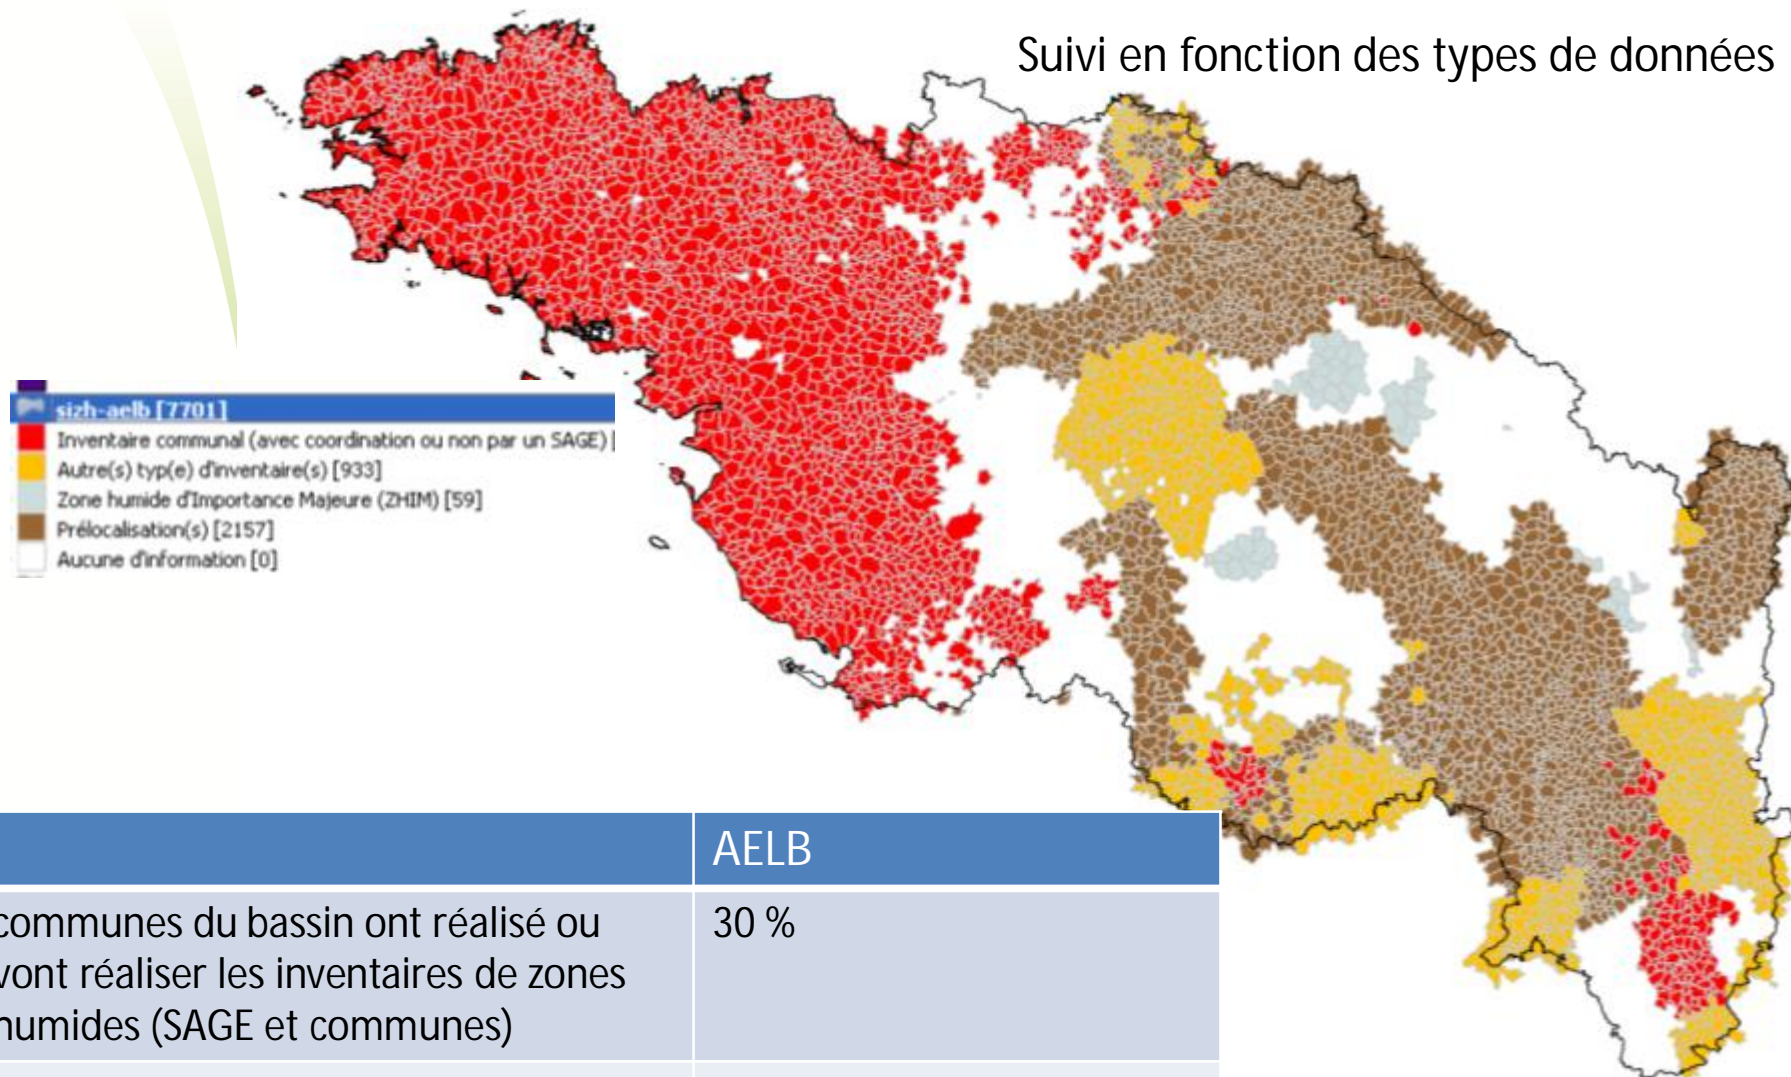 Suivi en fonction des types de données
sizh-aelb [7701]
Inventaire communal (avec coordination ou non par un SAGE) [
Autre(s) typ(e) d'inventaire(s) [933]
Zone humide d'Importance Majeure (ZHIM) [59]
Prélocalisation(s) [2157]
Aucune d'information [0]
AELB
communes du bassin ont réalisé ou
vont réaliser les inventaires de zones
humides (SAGE et communes)
30 %